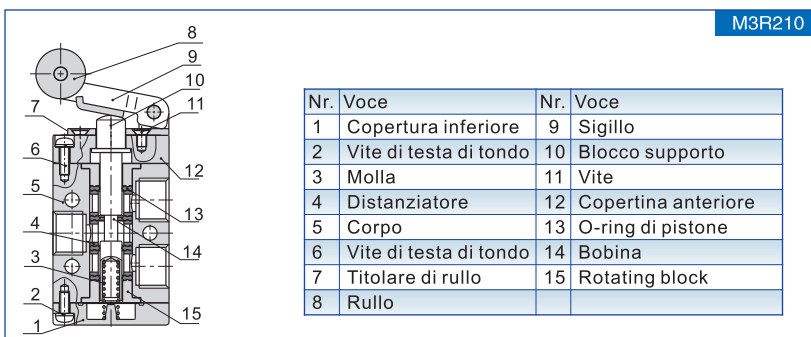 M3R210
8
9
10
7
11
6
12
5
13
4
14
3
2
15
1
Nr. Voce Nr. Voce
1 Copertura inferiore 9 Sigillo
2 Vite di testa di tondo 10 Blocco supporto
3 Molla 11 Vite
4 Distanziatore 12 Copertina anteriore
5 Corpo 13 O-ring di pistone
6 Vite di testa di tondo 14 Bobina
7 Titolare di rullo 15 Rotating block
8 Rullo